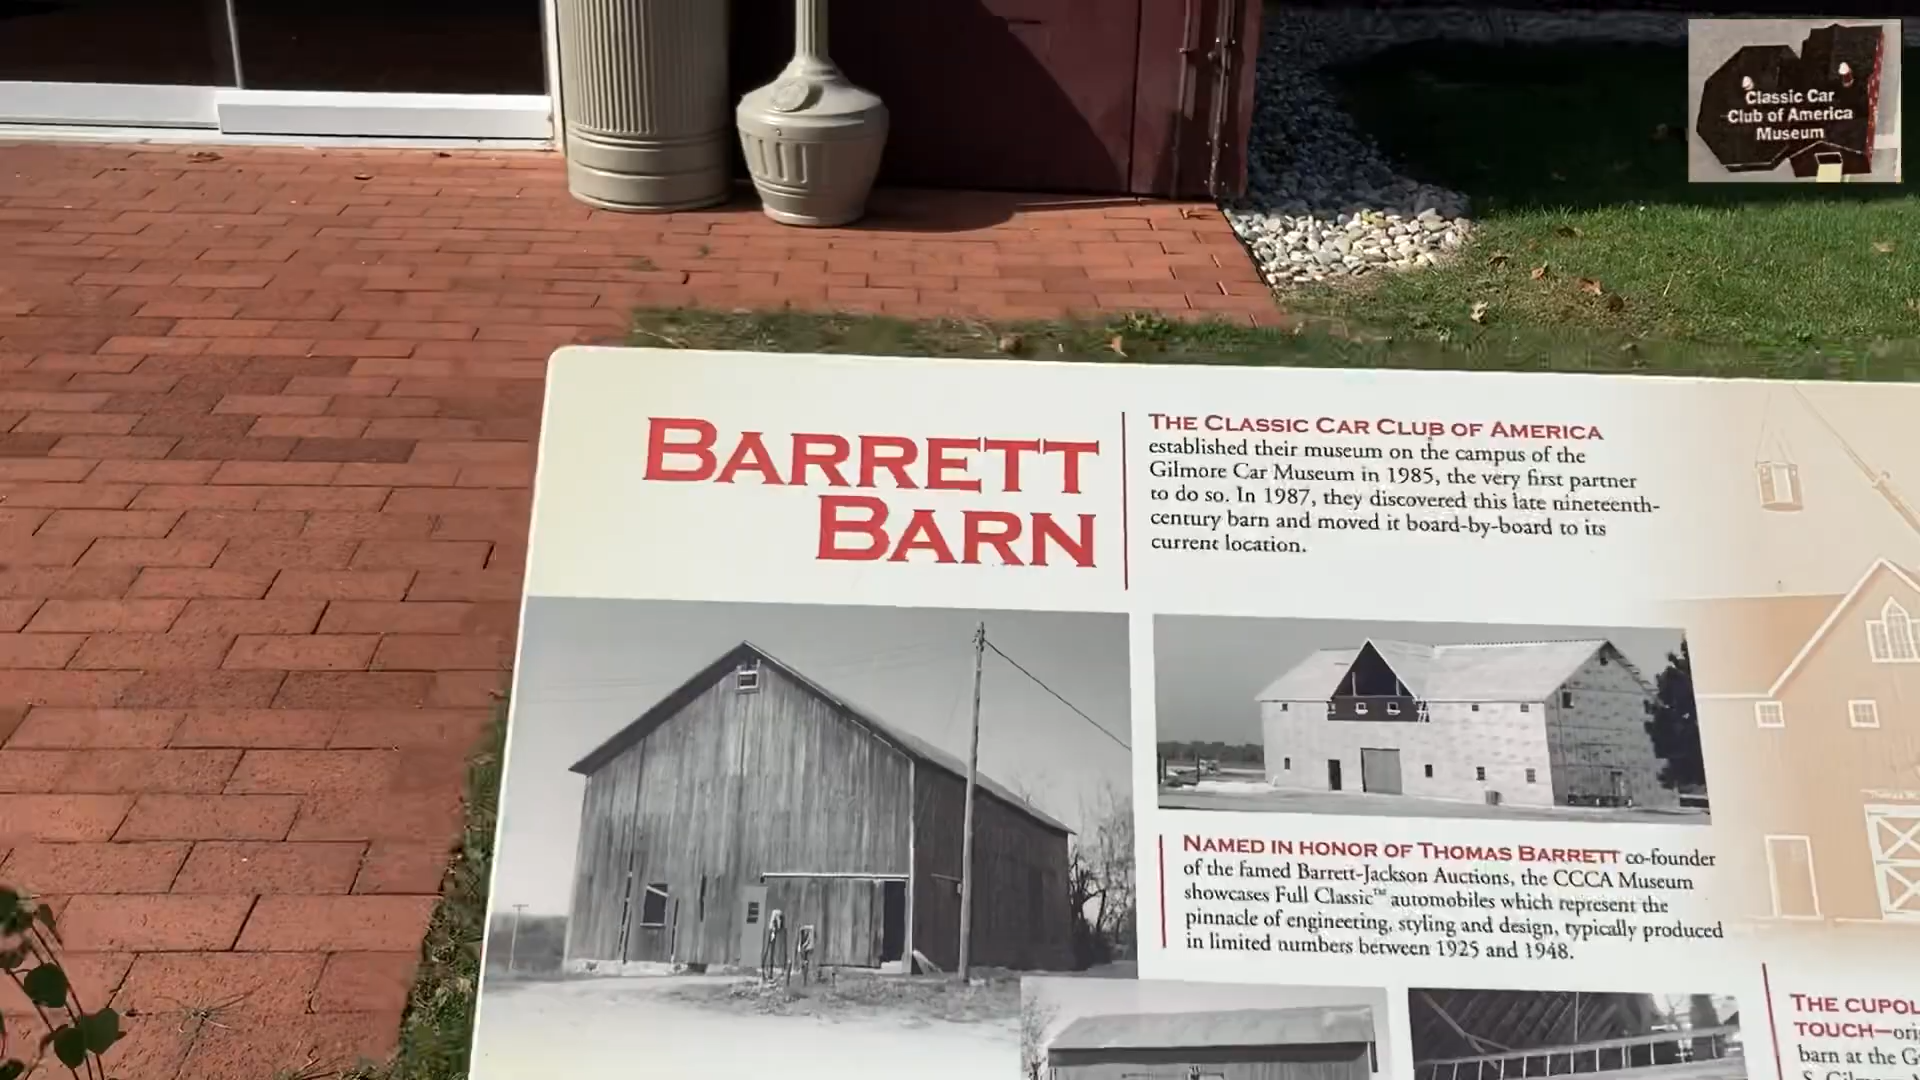 Classic Car
Club of America
Museum
BARRETT
BARN
THE CLASSIC CAR CLUB OF AMERICA
established their museum on the campus of the
Gilmore Car Museum in 1985, the very first partner
to do so. In 1987, they discovered this late nineteenth-
century barn and moved it board-by-board to its
current location.
NAMED IN HONOR OF THOMAS BARRETT co-founder
of the famed Barrett-Jackson Auctions, the CCCA Museum
showcases Full Classic™ automobiles which represent the
pinnacle of engineering, styling and design, typically produced
in limited numbers between 1925 and 1948.
THE CUPOL
TOUCH—ori
barn at the G